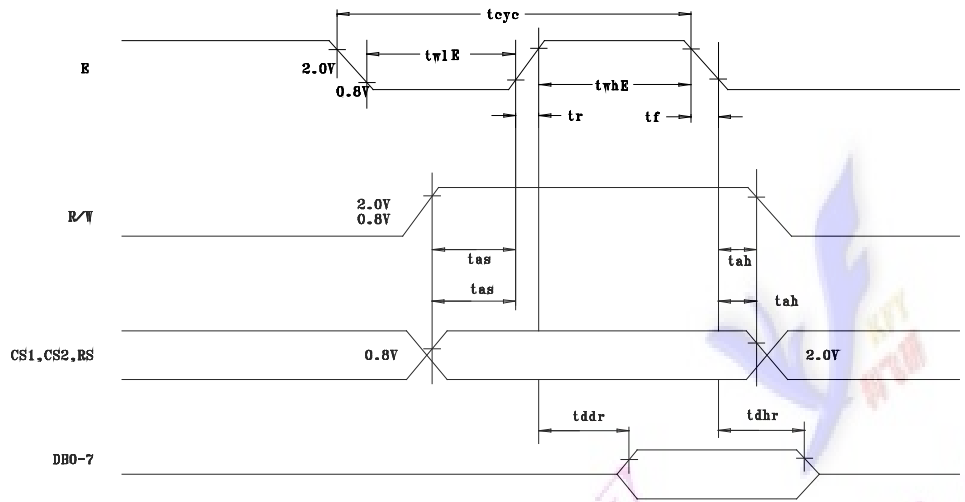 tcyc
E
twlE
2.0V
0.8V
twhE
tr
tf
R/W
2.0V
0.8V
tas
tah
tas
tah
CS1,CS2,RS
0.8V
2.0V
KFY
tddr
tdhr
DB0-7